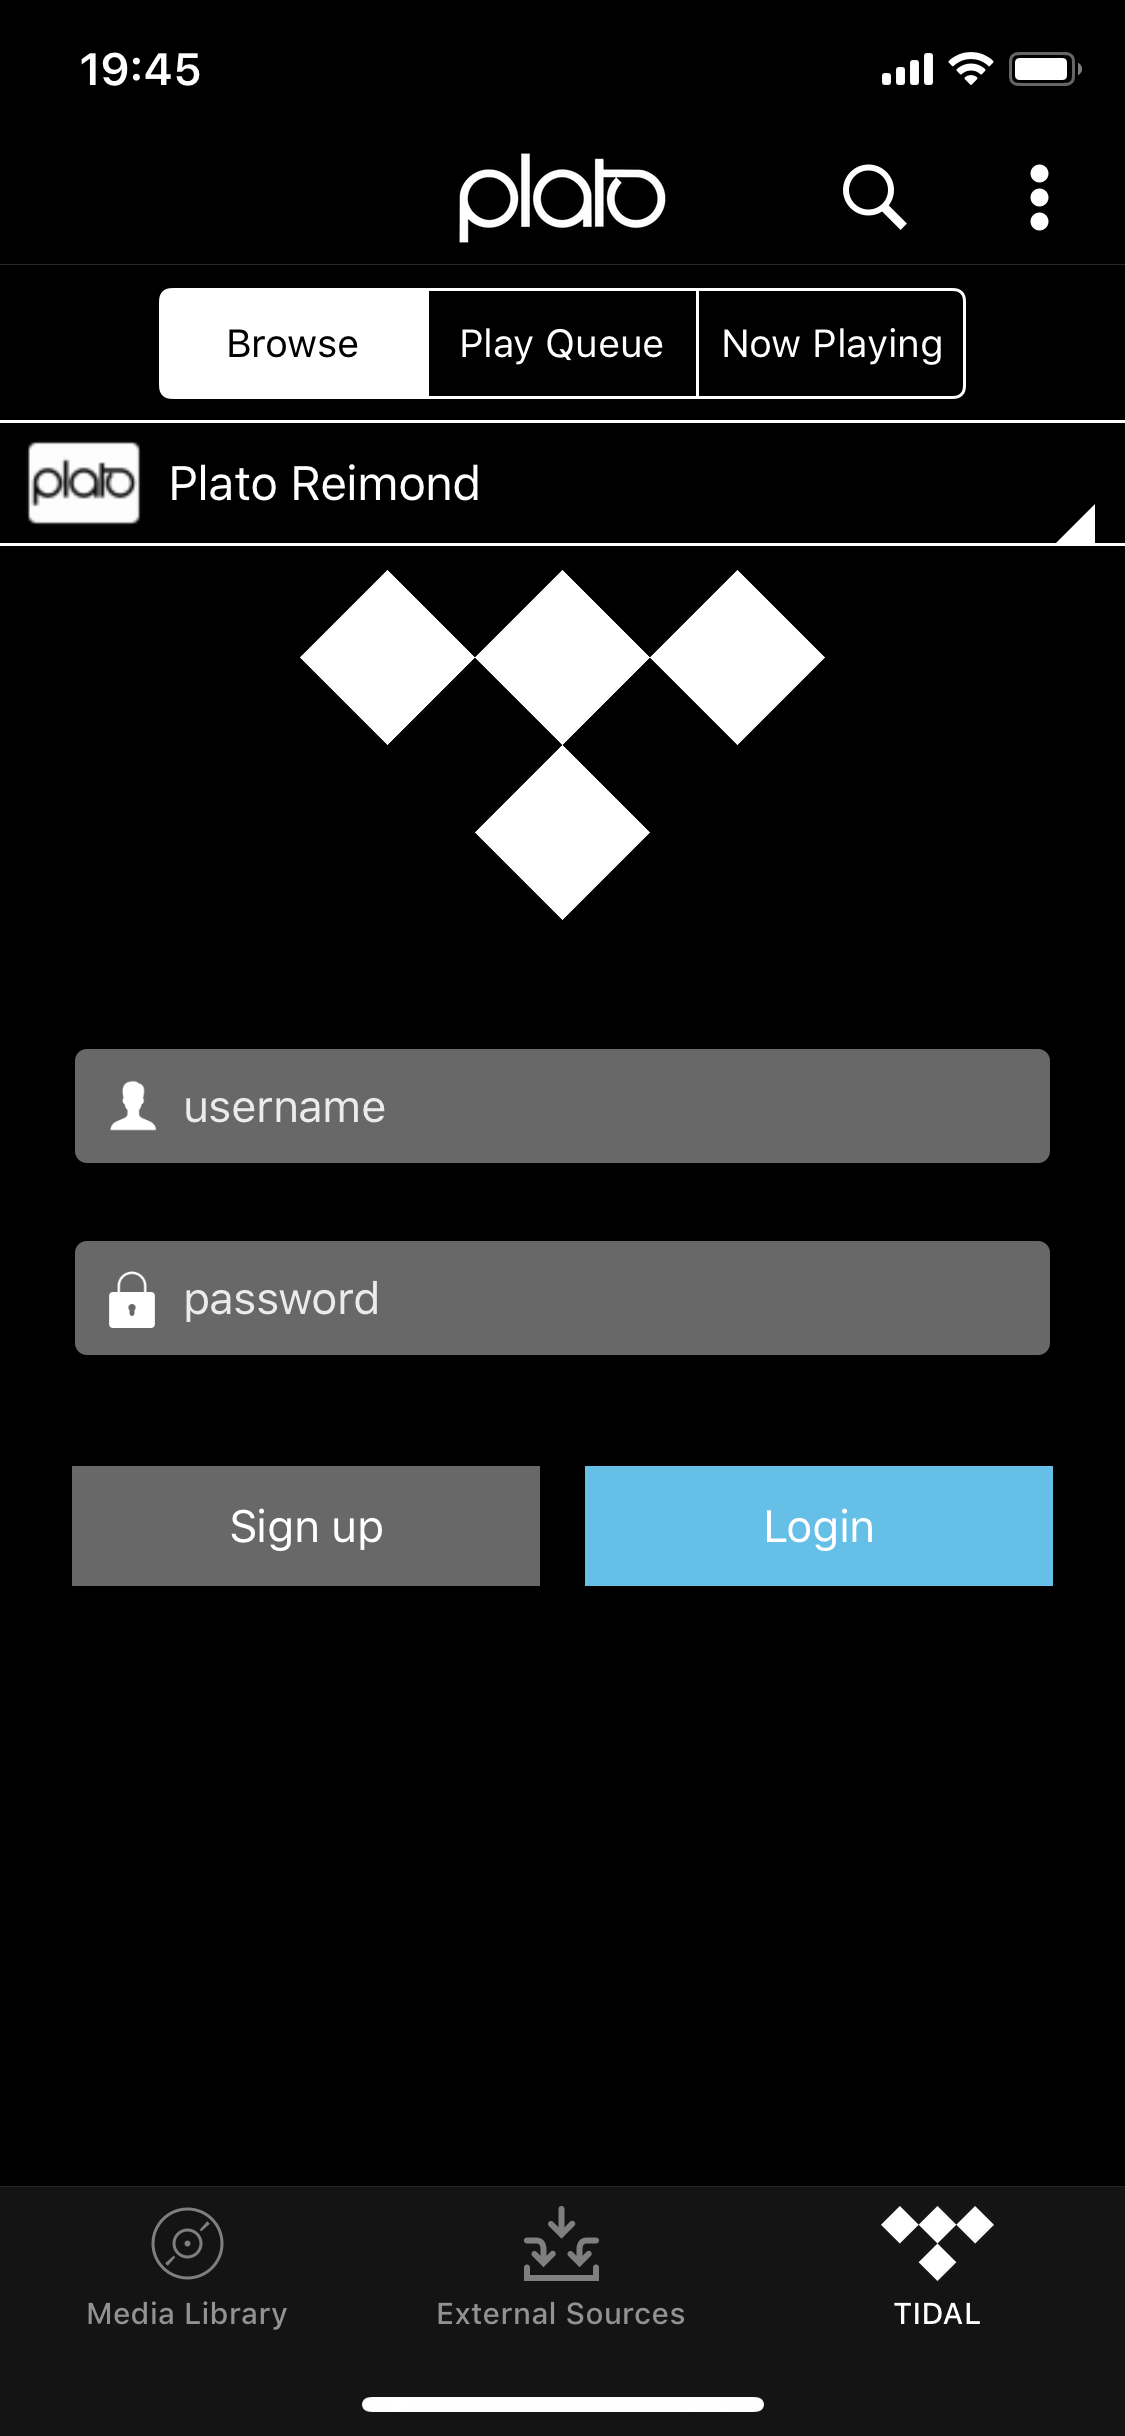 19:45
plato
Browse Play Queue Now Playing
plato Plato Reimond
username
password
Sign up Login
Media Library External Sources TIDAL